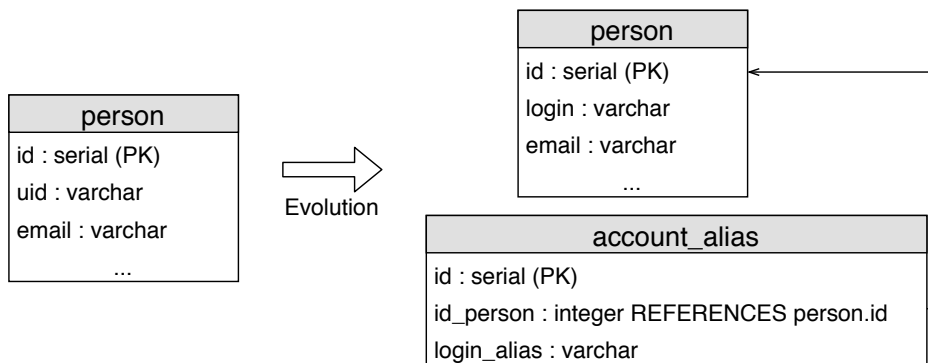 person
id : serial (PK)
uid : varchar
email : varchar
...
Evolution
person
id : serial (PK)
login : varchar
email : varchar
...
account_alias
id : serial (PK)
id_person : integer REFERENCES person.id
login_alias : varchar